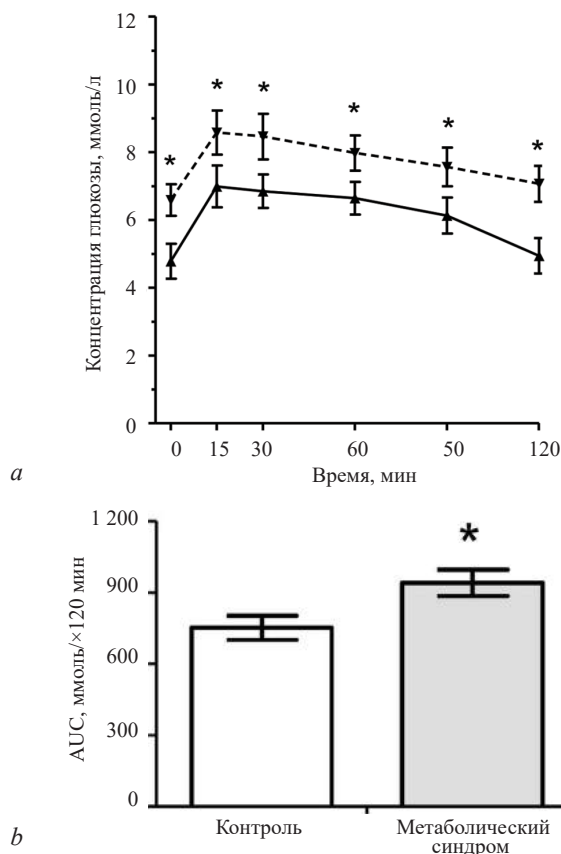 Концентрация глюкозы, ммоль/л
12
10
8
6
4
2
0
* * * * * *
0 15 30 60 50 120
Время, мин
a
AUC, ммоль/×120 мин
1 200
900
600
300
0
*
Контроль
Метаболический
синдром
b